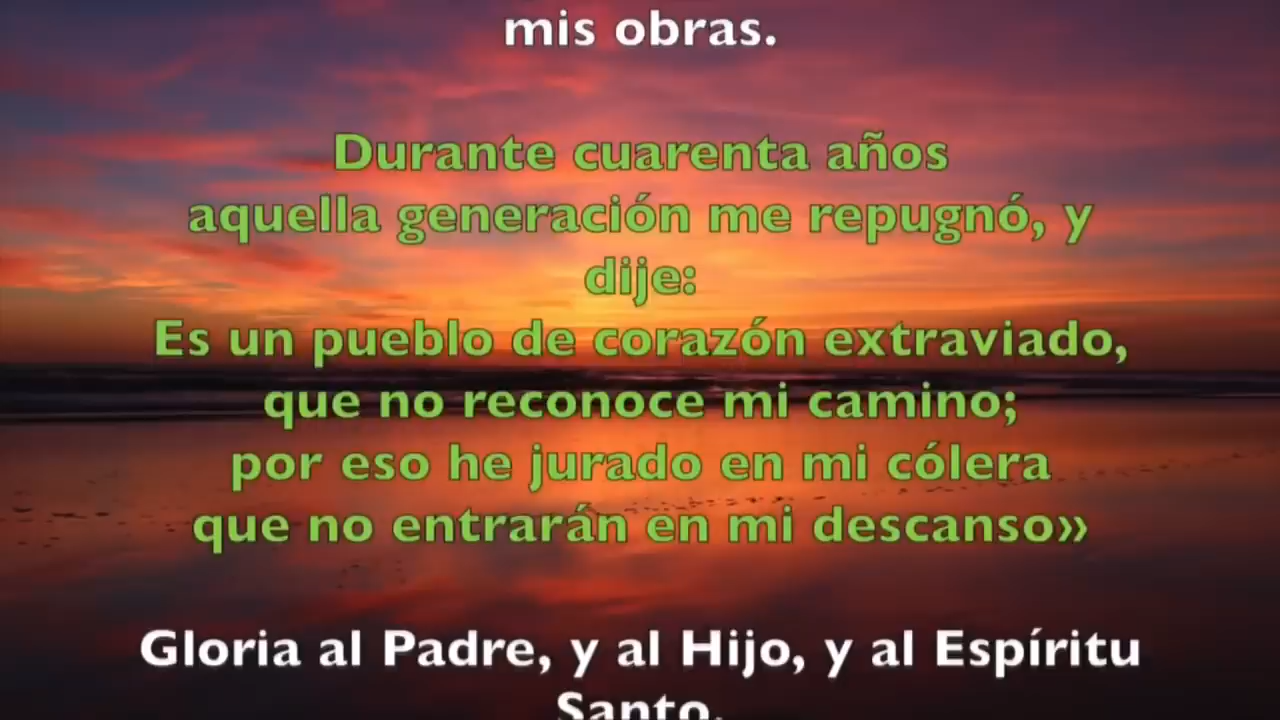 mis obras.
Durante cuarenta años
aquella generación me repugnó, y
dije:
Es un pueblo de corazón extraviado,
que no reconoce mi camino;
por eso he jurado en mi cólera
que no entrarán en mi descanso»
Gloria al Padre, y al Hijo, y al Espíritu
Santo.